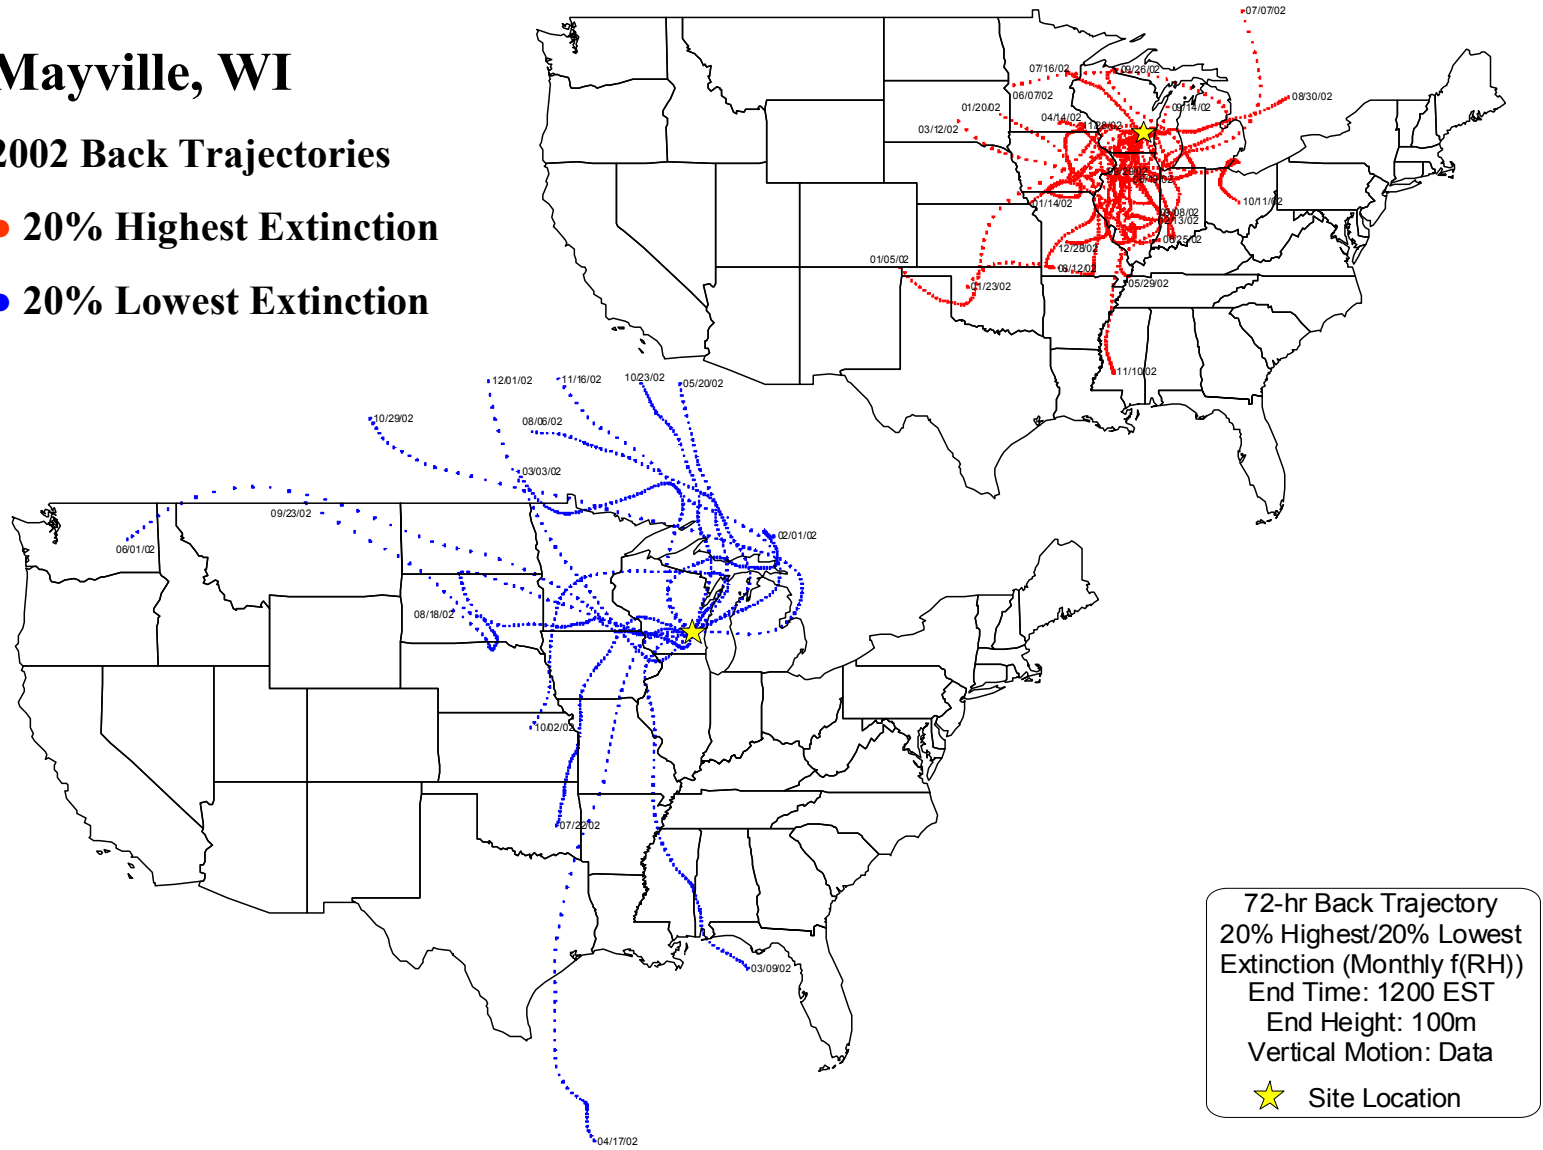 Mayville, WI
2002 Back Trajectories
20% Highest Extinction
20% Lowest Extinction
07/07/02
07/16/02
09/26/02
06/07/02
08/30/02
01/20/02
09/14/02
04/14/02
03/12/02
01/14/02
10/11/02
12/28/02
01/05/02
01/23/02
05/29/02
11/10/02
12/01/02
11/16/02
10/23/02
05/20/02
10/29/02
08/06/02
03/03/02
09/23/02
02/01/02
06/01/02
08/18/02
10/02/02
07/22/02
03/09/02
04/17/02
72-hr Back Trajectory
20% Highest/20% Lowest
Extinction (Monthly f(RH))
End Time: 1200 EST
End Height: 100m
Vertical Motion: Data
Site Location